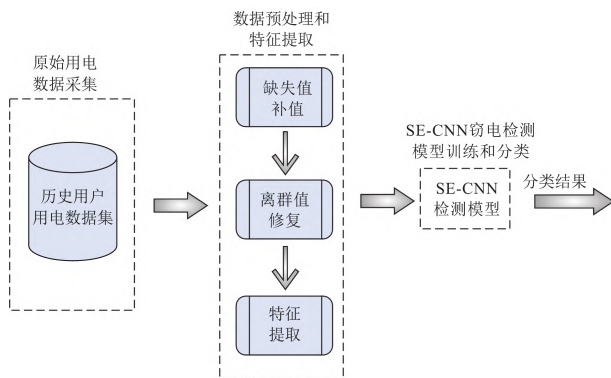 原始用电
数据采集
历史用户
用电数据集
数据预处理和
特征提取
缺失值
补值
离群值
修复
特征
提取
SE-CNN窃电检测
模型训练和分类
SE-CNN
检测模型
分类结果